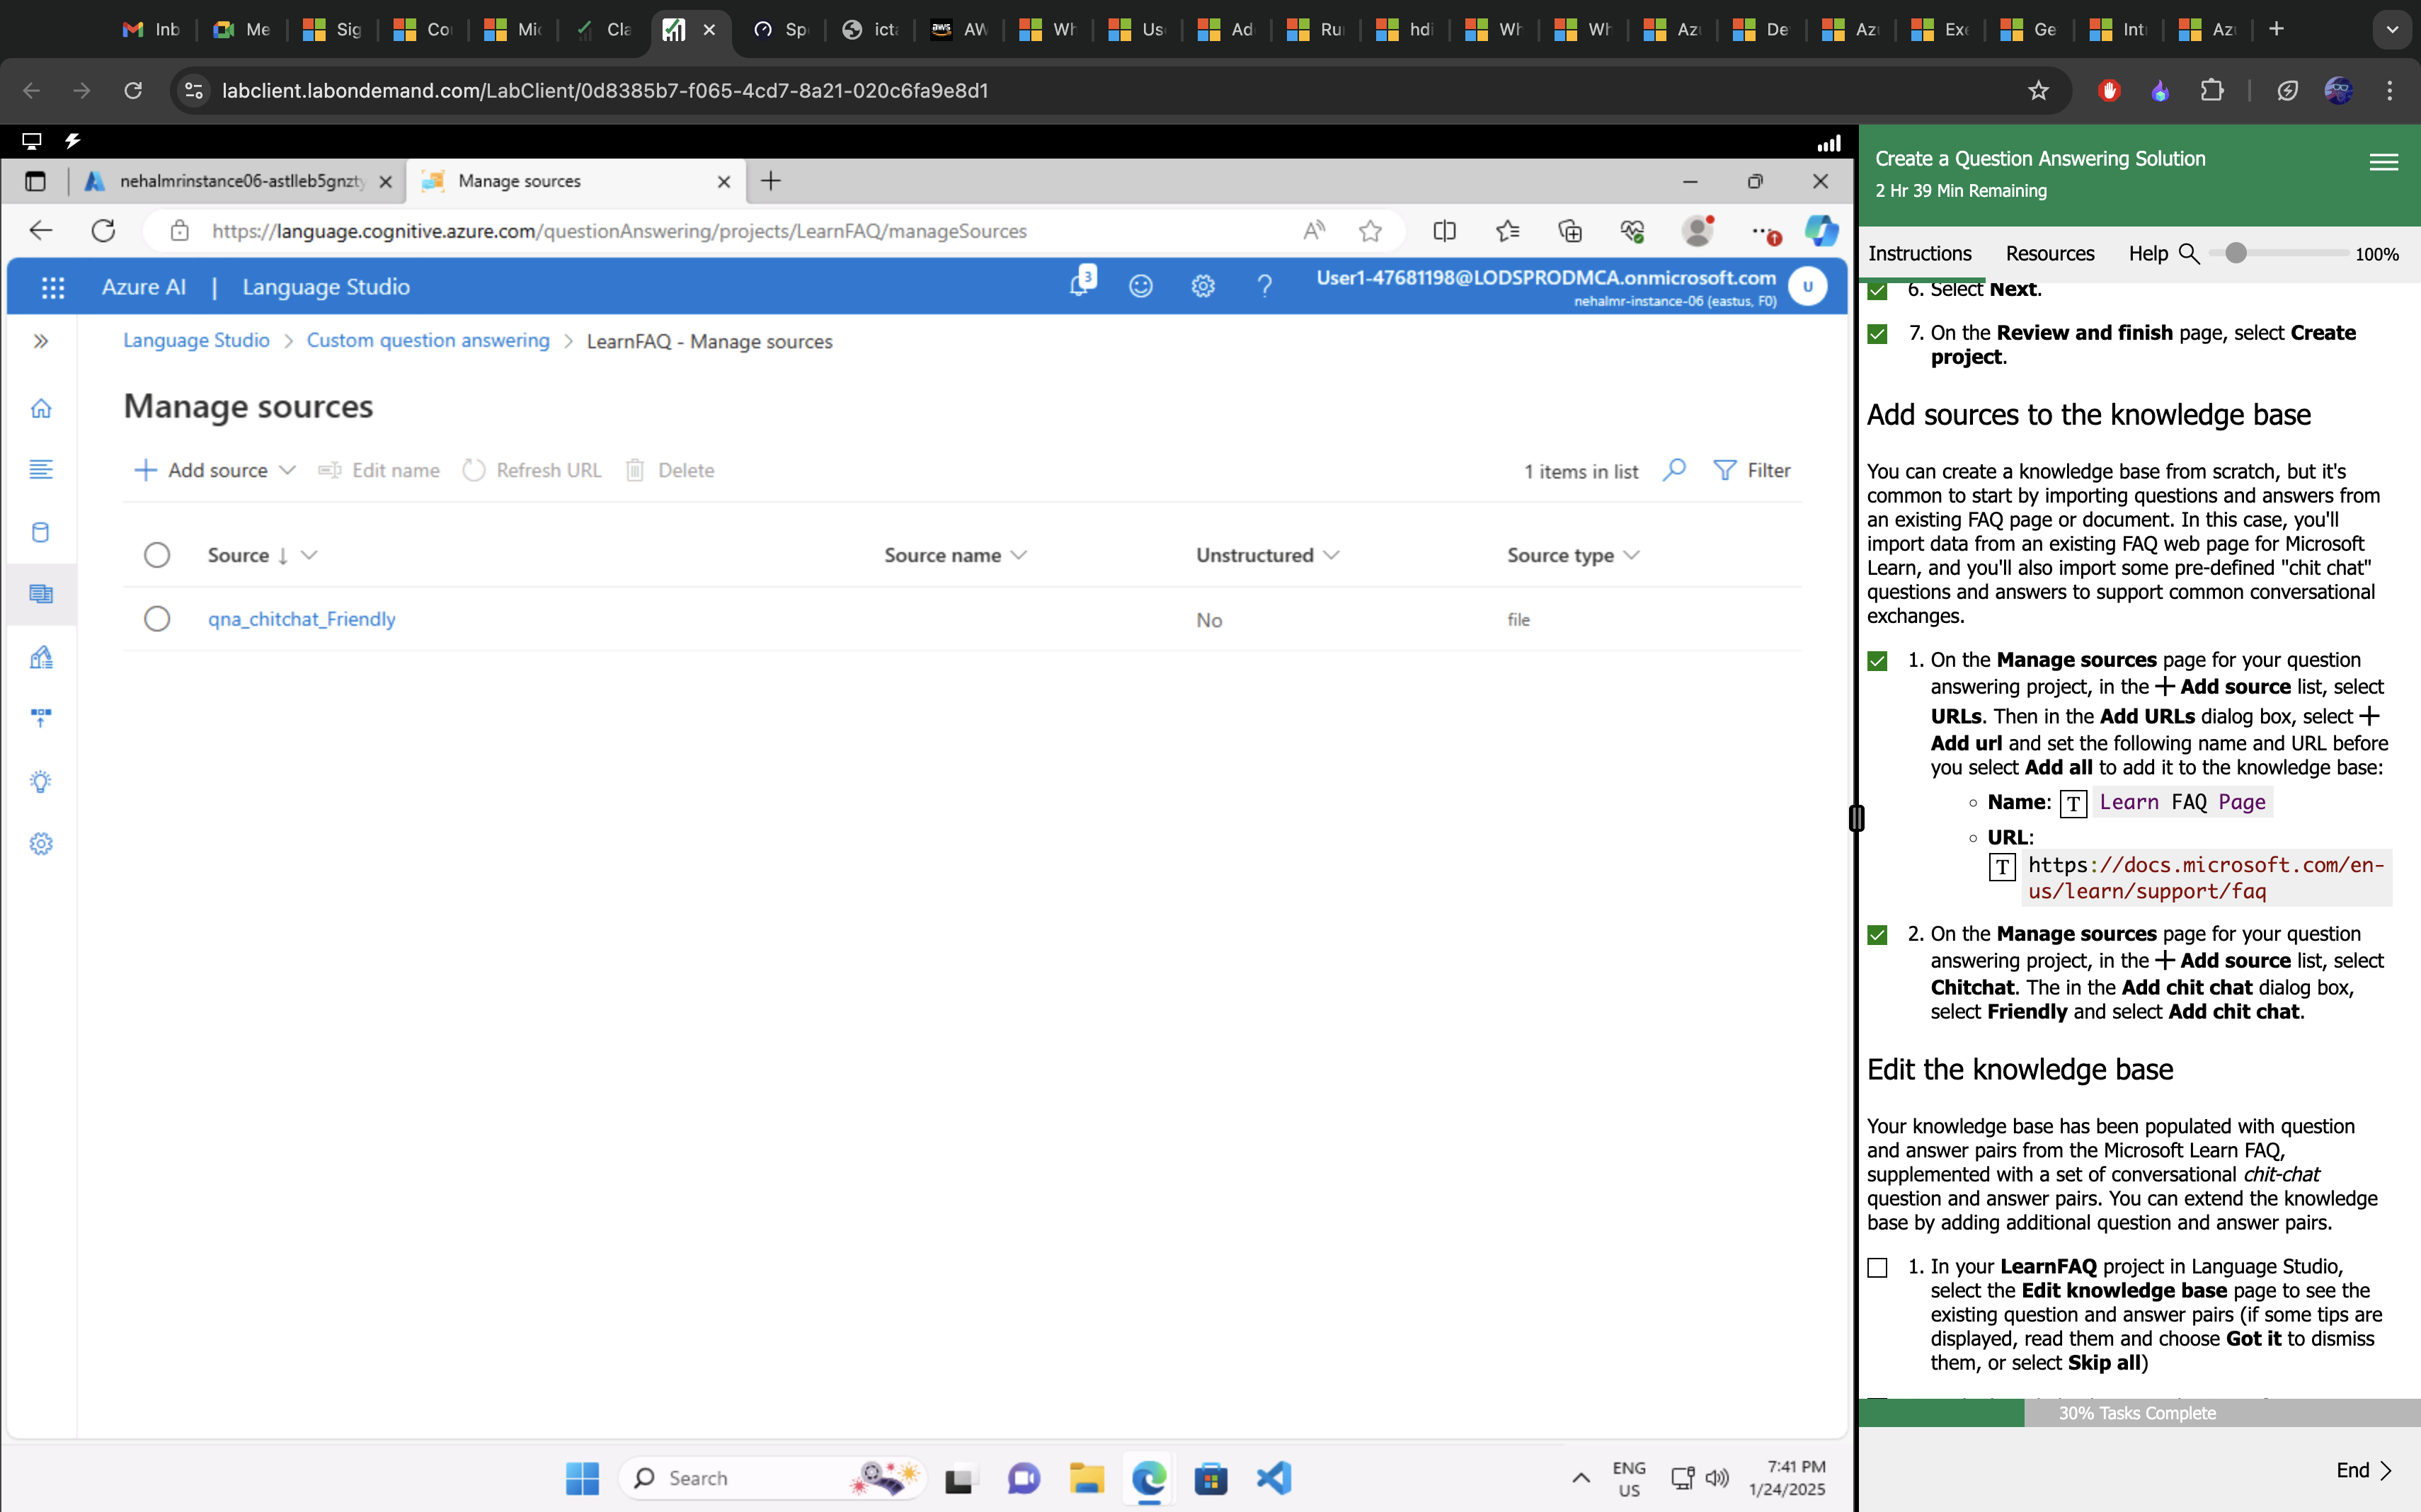 Inb
Me
Sig
Co
Mic
Cla
Sp
icta
AW
Wh
Us
Ad
Ru
hdi
Wh
Wh
Az
De
Az
Exe
Ge
Int
Az
labclient.labondemand.com/LabClient/0d8385b7-f065-4cd7-8a21-020c6fa9e8d1
nehalmrinstance06-astlleb5gnzty
Manage sources
https://language.cognitive.azure.com/questionAnswering/projects/LearnFAQ/manageSources
Azure AI | Language Studio
3
User1-47681198@LODSPRODMCA.onmicrosoft.com
nehalmr-instance-06 (eastus, F0)
U
Language Studio > Custom question answering > LearnFAQ - Manage sources
Manage sources
+ Add source
Edit name
Refresh URL
Delete
1 items in list
Filter
Source
Source name
Unstructured
Source type
qna_chitchat_Friendly
No
file
Search
ENG
US
7:41 PM
1/24/2025
Create a Question Answering Solution
2 Hr 39 Min Remaining
Instructions
Resources
Help
100%
6. Select Next.
7. On the Review and finish page, select Create
project.
Add sources to the knowledge base
You can create a knowledge base from scratch, but it's
common to start by importing questions and answers from
an existing FAQ page or document. In this case, you'll
import data from an existing FAQ web page for Microsoft
Learn, and you'll also import some pre-defined "chit chat"
questions and answers to support common conversational
exchanges.
1. On the Manage sources page for your question
answering project, in the + Add source list, select
URLs. Then in the Add URLs dialog box, select +
Add url and set the following name and URL before
you select Add all to add it to the knowledge base:
Name: T Learn FAQ Page
URL:
T https://docs.microsoft.com/en-
us/learn/support/faq
2. On the Manage sources page for your question
answering project, in the + Add source list, select
Chitchat. The in the Add chit chat dialog box,
select Friendly and select Add chit chat.
Edit the knowledge base
Your knowledge base has been populated with question
and answer pairs from the Microsoft Learn FAQ,
supplemented with a set of conversational chit-chat
question and answer pairs. You can extend the knowledge
base by adding additional question and answer pairs.
1. In your LearnFAQ project in Language Studio,
select the Edit knowledge base page to see the
existing question and answer pairs (if some tips are
displayed, read them and choose Got it to dismiss
them, or select Skip all)
30% Tasks Complete
End